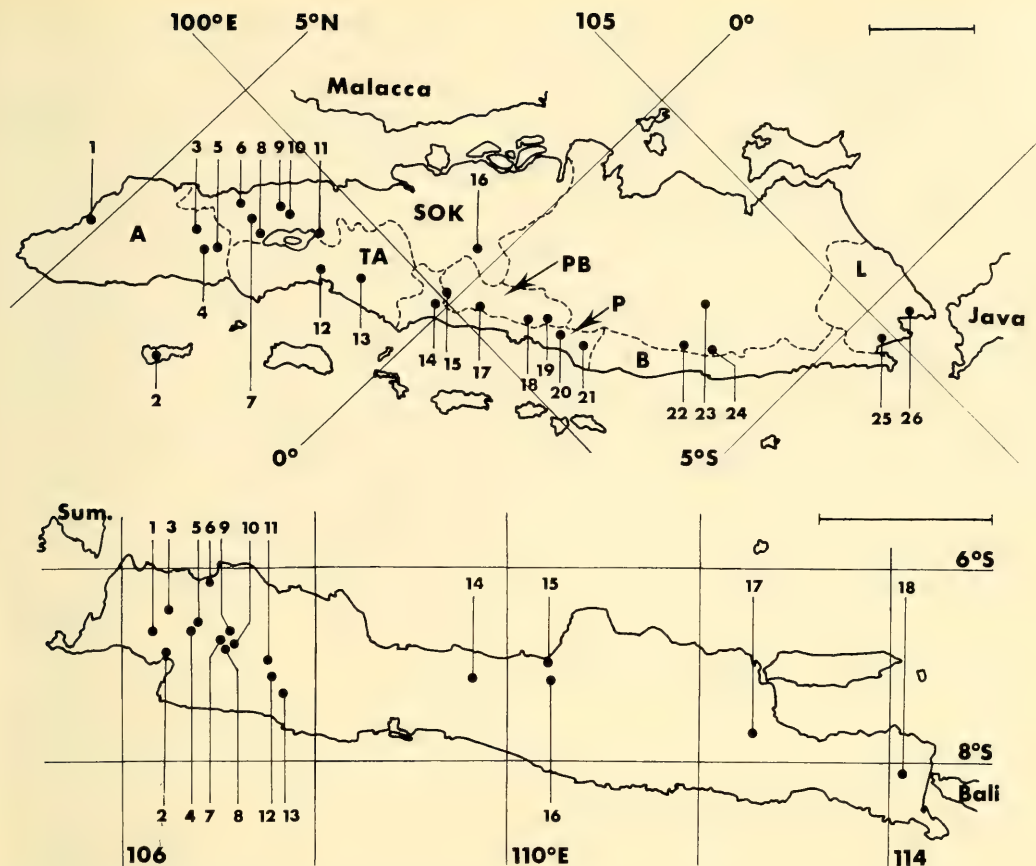 100°E 5°N 105 0°
Malacca
1 3 5 6 8 9 10 11 16
SOK
A TA PB L
P Java
4 12 13
B
2 7 14 15 17 18 19 20 21 22 23 24 25 26
0° 5°S
Sum. 1 3 5 6 9 10 11
14 15 17 18 6°S
8°S
2 4 7 8 12 13 16 Bali
106 110°E 114